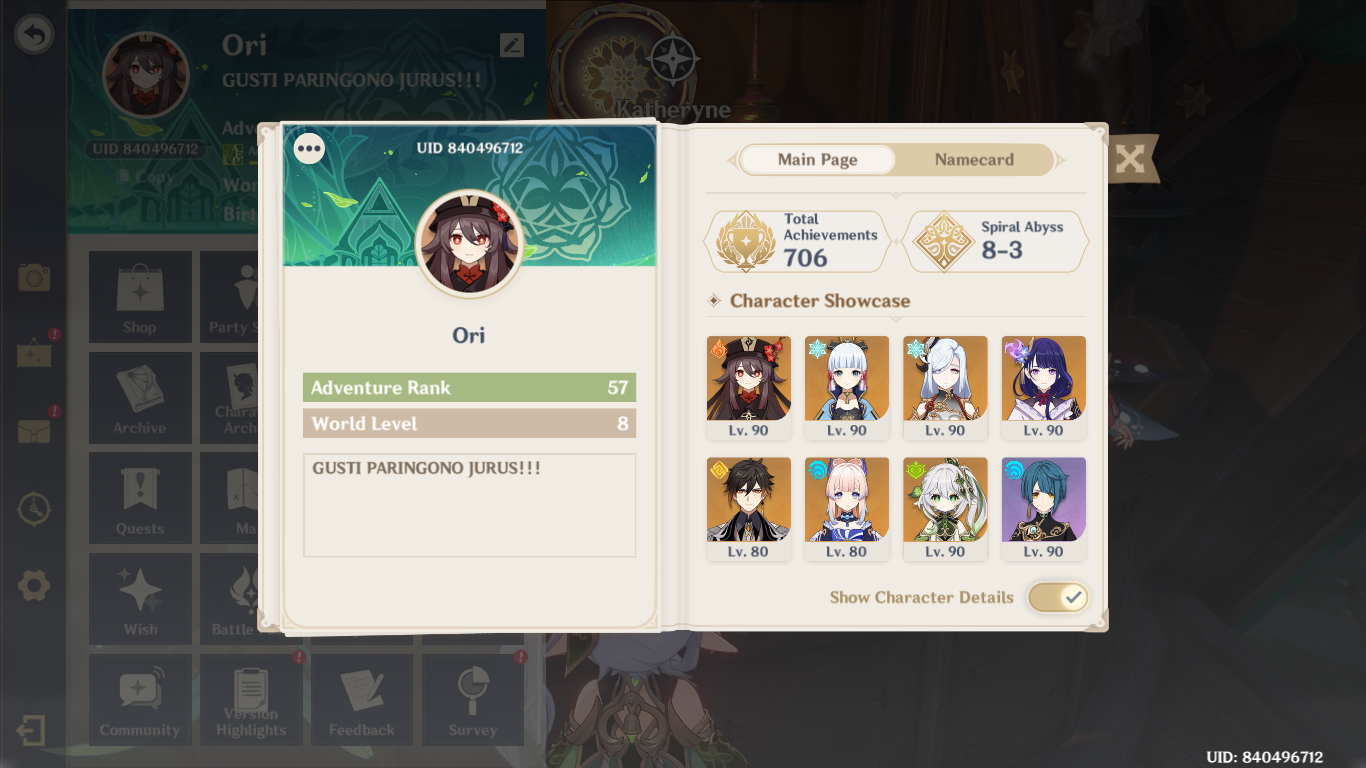 Ori
GUSTI PARINGONO JURUS!!!
Katheryne
UID 840496712
Copy
Shop
Archive
Quests
Wish
Community
Version
Highlights
Feedback
Survey
UID 840496712
Ori
Adventure Rank 57
World Level 8
GUSTI PARINGONO JURUS!!!
Main Page Namecard
Total
Achievements
706
Spiral Abyss
8-3
Character Showcase
Lv. 90 Lv. 90 Lv. 90 Lv. 90
Lv. 80 Lv. 80 Lv. 90 Lv. 90
Show Character Details
UID: 840496712